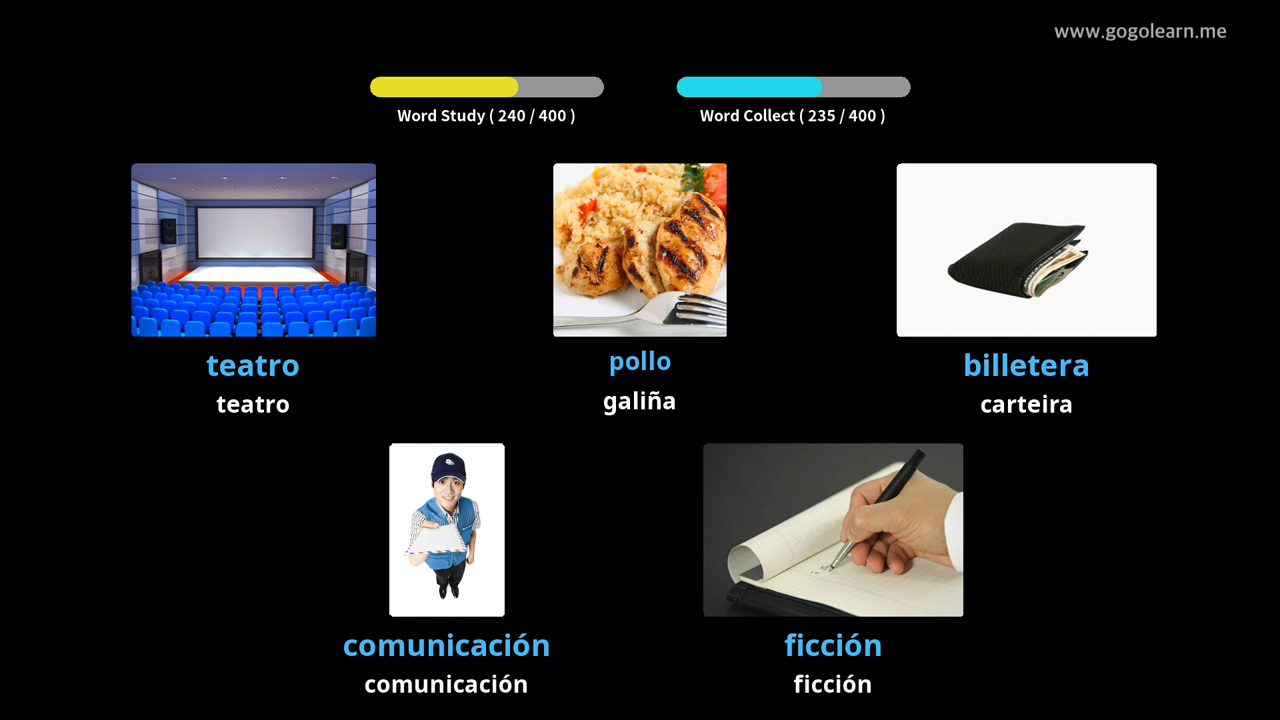 www.gogolearn.me
Word Study ( 240 / 400 )
Word Collect ( 235 / 400 )
teatro
teatro
pollo
galiña
billetera
carteira
comunicación
comunicación
ficción
ficción